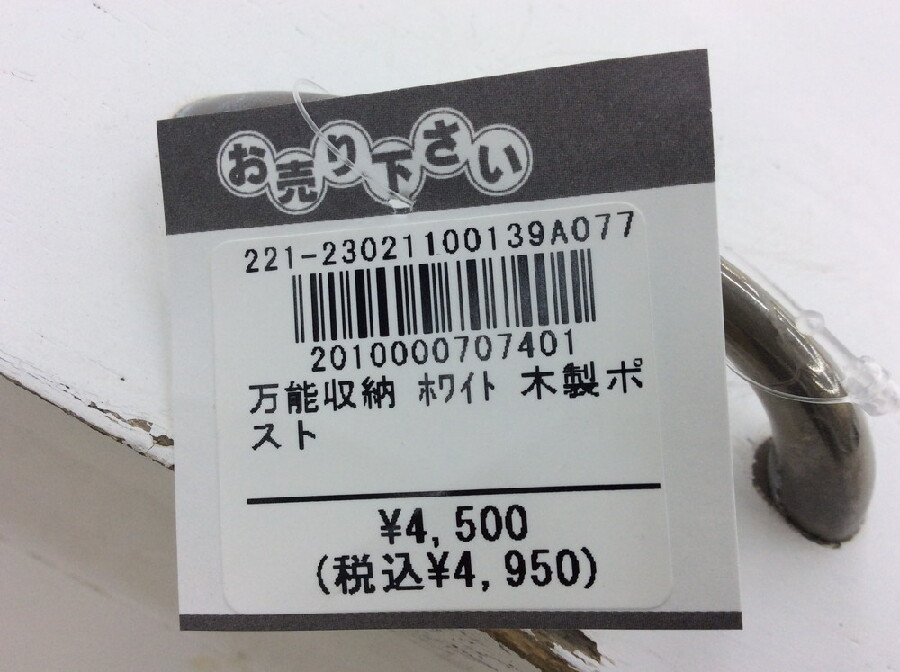 お売り下さい
221-23021100139A077
2010000707401
万能収納 ﾎﾜｲﾄ 木製ポ
スト
¥4,500
(税込¥4,950)